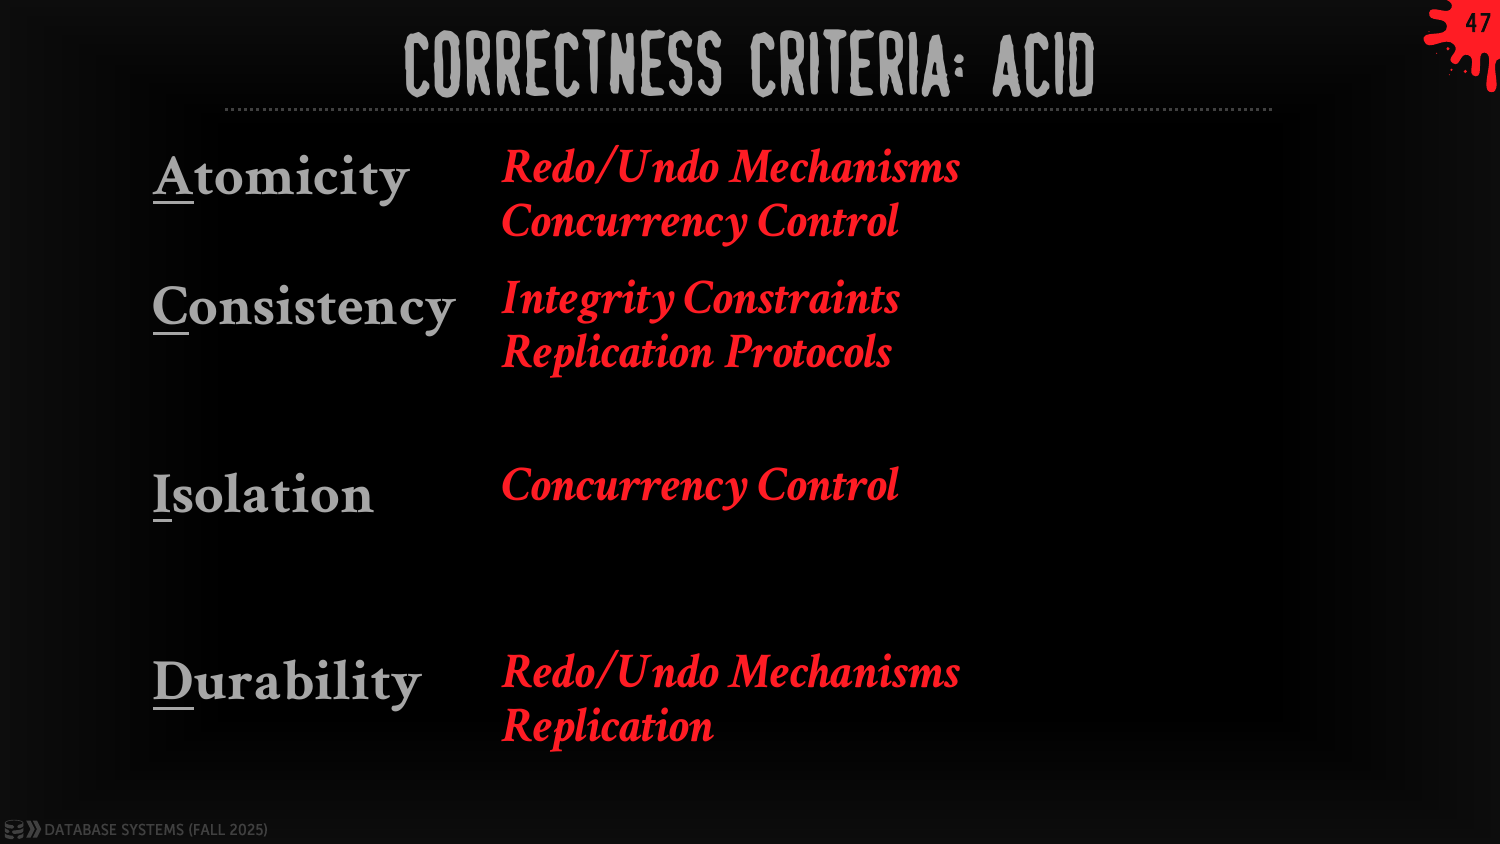 47
CORRECTNESS CRITERIA: ACID
Atomicity
Redo/Undo Mechanisms
Concurrency Control
Consistency
Integrity Constraints
Replication Protocols
Isolation
Concurrency Control
Durability
Redo/Undo Mechanisms
Replication
DATABASE SYSTEMS (FALL 2025)